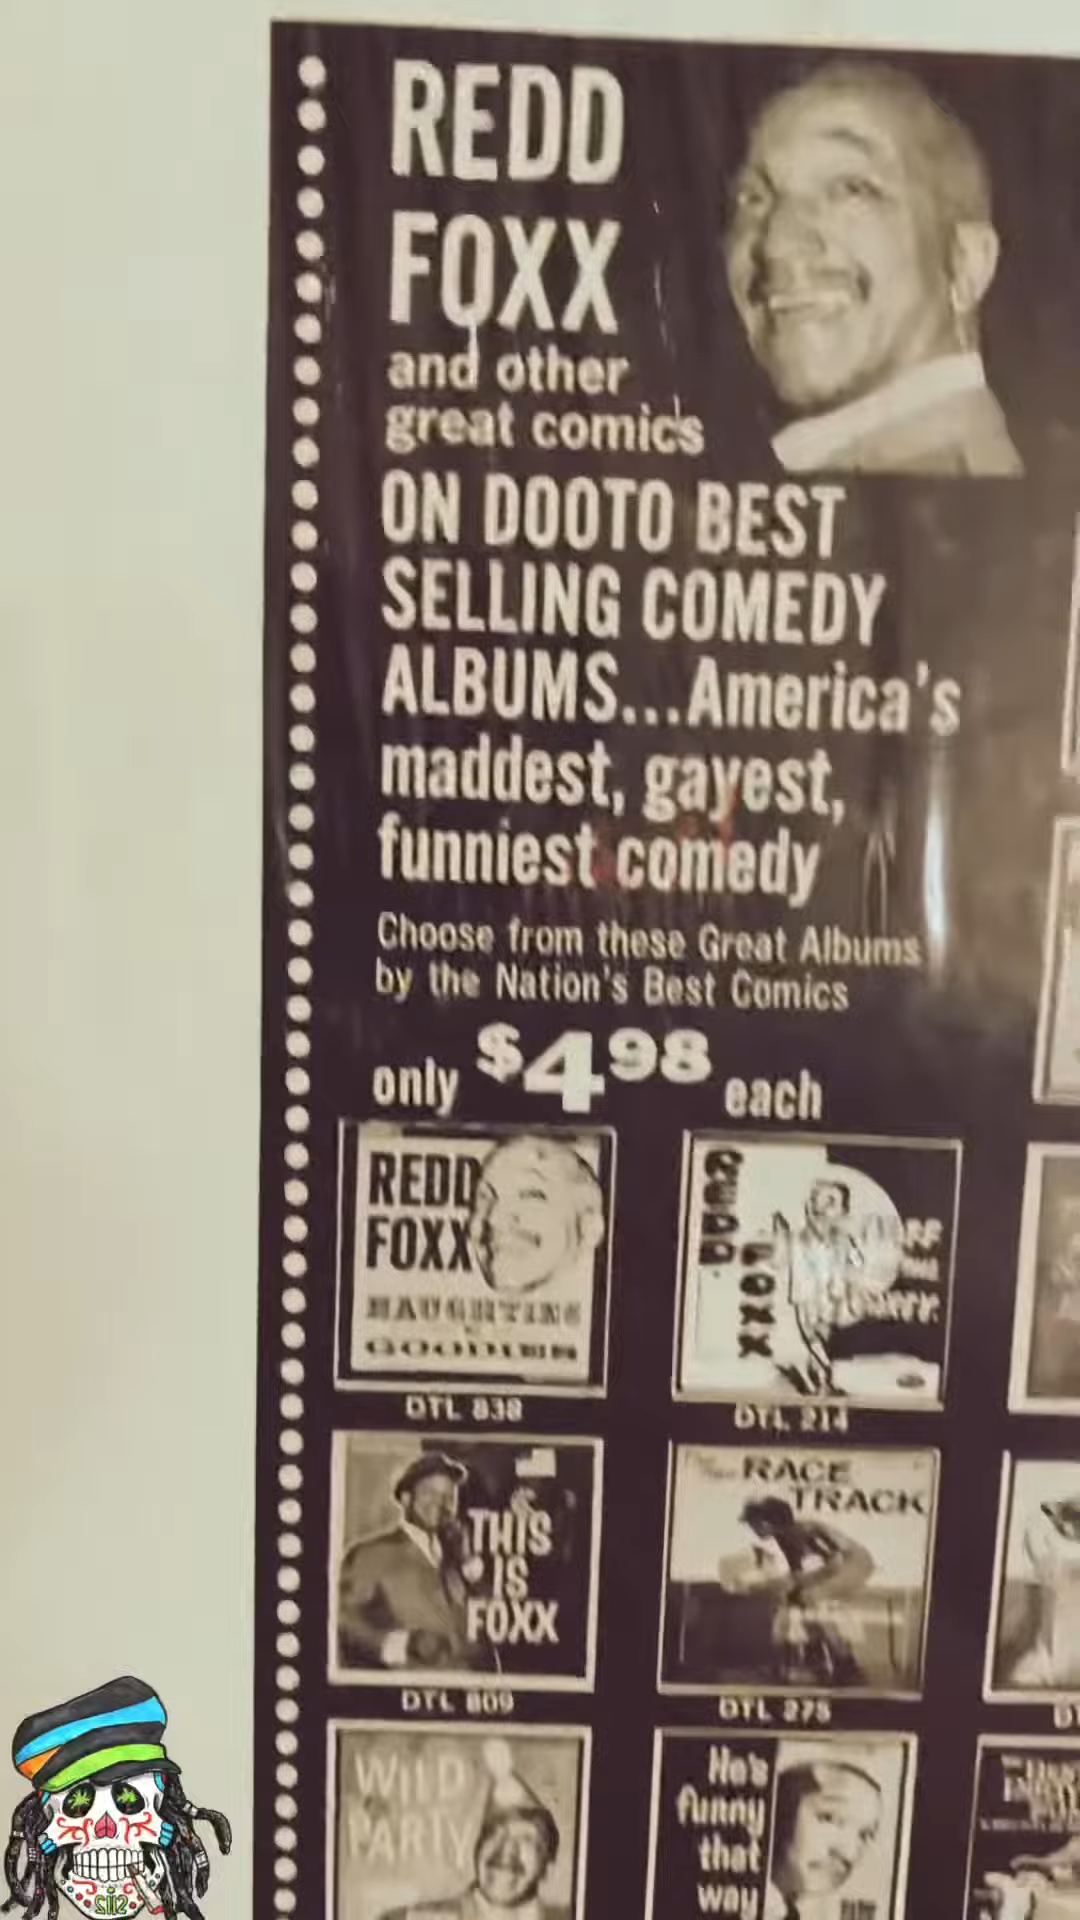 REDD
FOXX
and other
great comics
ON DOOTO BEST
SELLING COMEDY
ALBUMS...America's
maddest, gayest,
funniest comedy
Choose from these Great Albums
by the Nation's Best Comics
only $4.98 each
REDD
FOXX
LAUGHTIME
GOODIES
DTL 838
REDD
FOXX
DTL 214
THIS
IS
FOXX
DTL 809
RACE
TRACK
DTL 275
WILD
PARTY
He's
funny
that
way